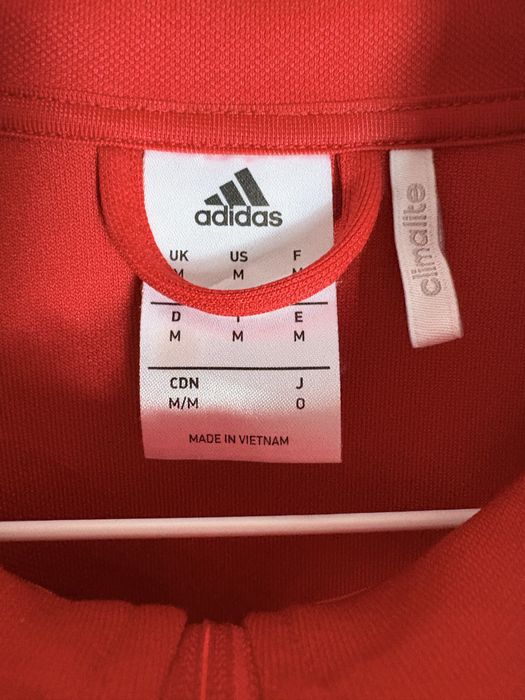 adidas
UK US F
M M M
D I E
M M M
CDN J
M/M O
MADE IN VIETNAM
climalite